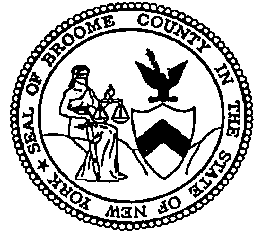 ★ SEAL OF BROOME COUNTY IN THE STATE OF NEW YORK